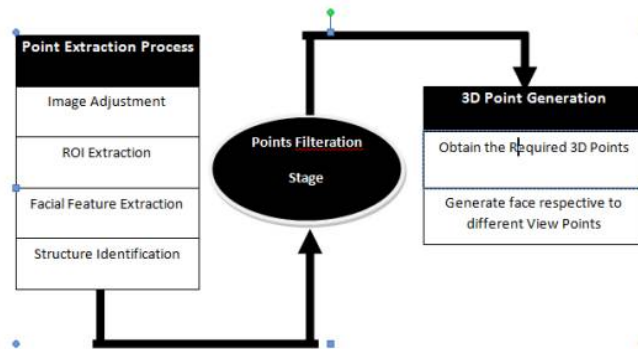 Point Extraction Process
Image Adjustment
ROI Extraction
Facial Feature Extraction
Structure Identification
Points Filteration
Stage
3D Point Generation
Obtain the Required 3D Points
Generate face respective to
different View Points